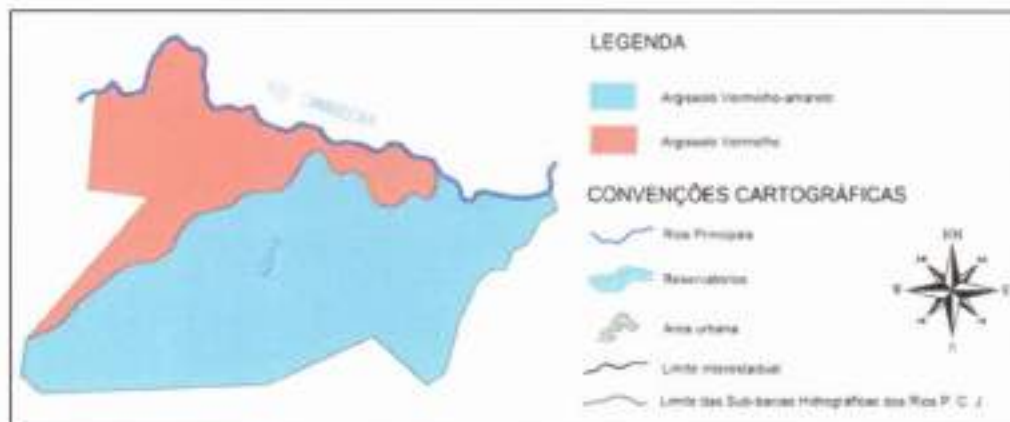 LEGENDA
Argissolo Vermelho-amarelo
Argissolo Vermelho
CONVENÇÕES CARTOGRÁFICAS
Rios Principais
Reservatórios
Área urbana
Limite interestadual
Limite das Sub-bacias Hidrográficas dos Rios P. C. J.